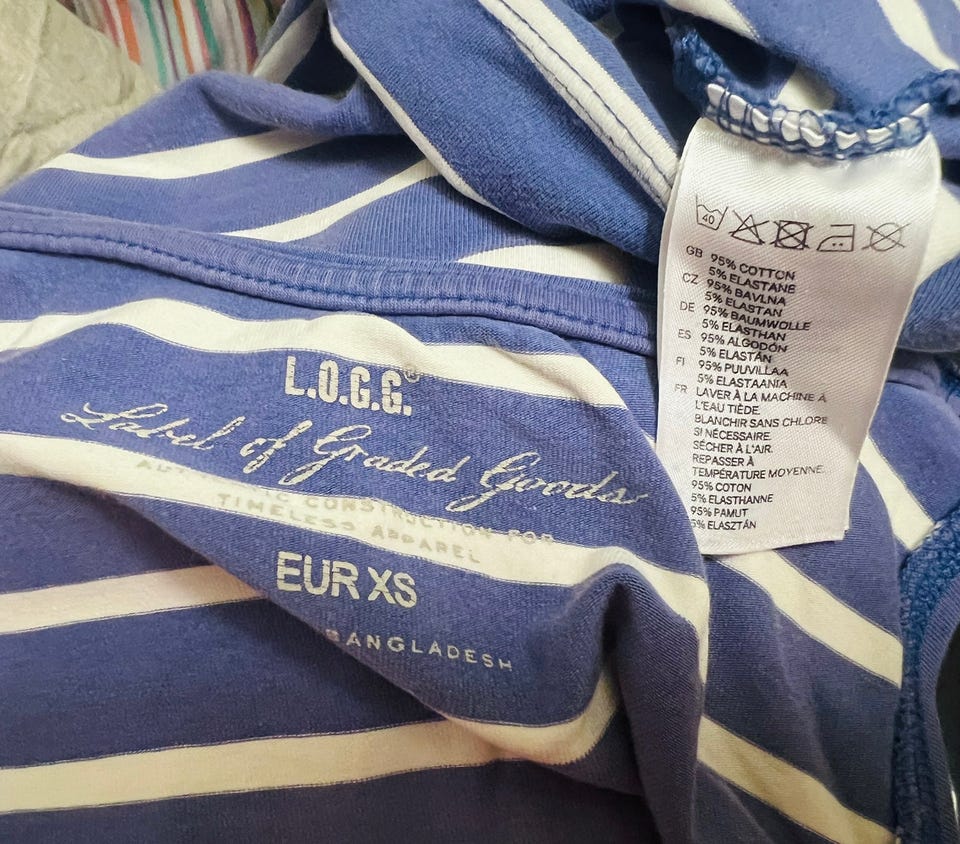 L.O.G.G.®
Label of Graded Goods
AUTHENTIC CONSTRUCTION FOR
TIMELESS APPAREL
EUR XS
BANGLADESH
40
GB 95% COTTON
5% ELASTANE
CZ 95% BAVLNA
5% ELASTAN
DE 95% BAUMWOLLE
5% ELASTHAN
ES 95% ALGODÓN
5% ELASTÁN
FI 95% PUUVILLAA
5% ELASTAANIA
FR LAVER À LA MACHINE À
L'EAU TIÈDE.
BLANCHIR SANS CHLORE
SI NÉCESSAIRE.
SÉCHER À L'AIR.
REPASSER À
TEMPÉRATURE MOYENNE.
95% COTON
5% ELASTHANNE
95% PAMUT
5% ELASZTÁN